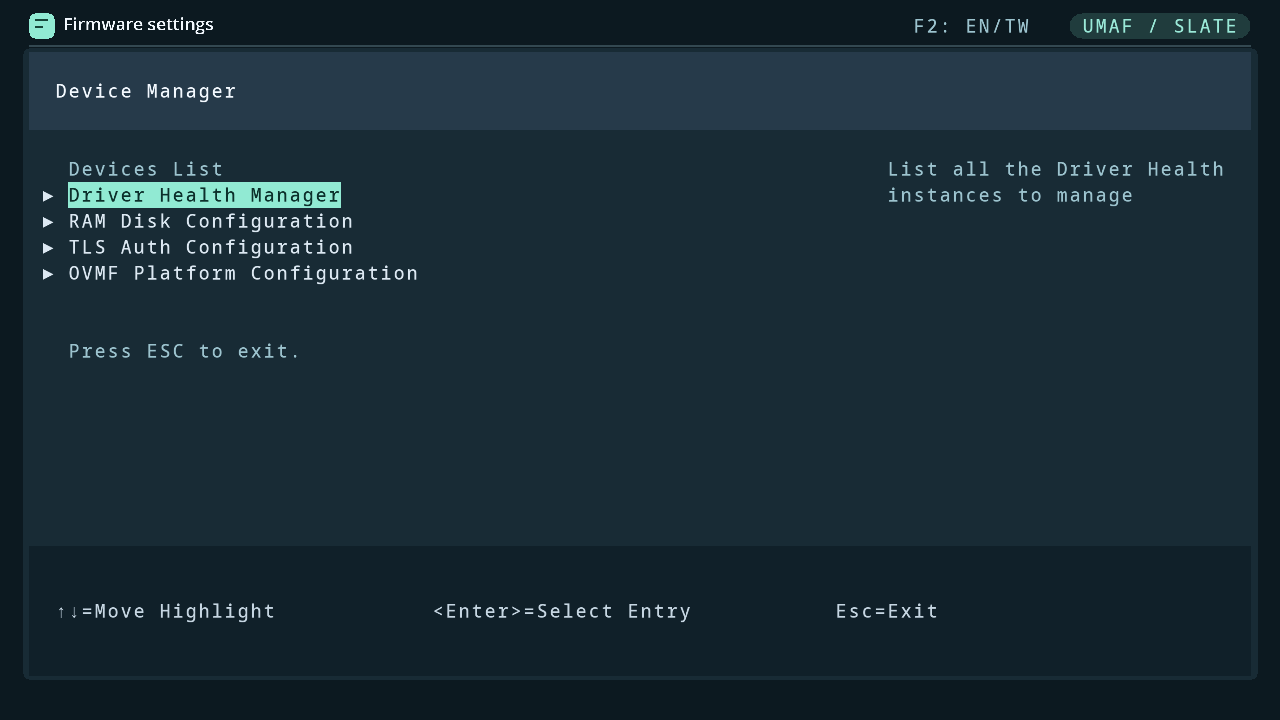 Firmware settings
F2: EN/TW
UMAF / SLATE
Device Manager
Devices List
▶ Driver Health Manager
▶ RAM Disk Configuration
▶ TLS Auth Configuration
▶ OVMF Platform Configuration
Press ESC to exit.
List all the Driver Health
instances to manage
↑↓=Move Highlight
<Enter>=Select Entry
Esc=Exit